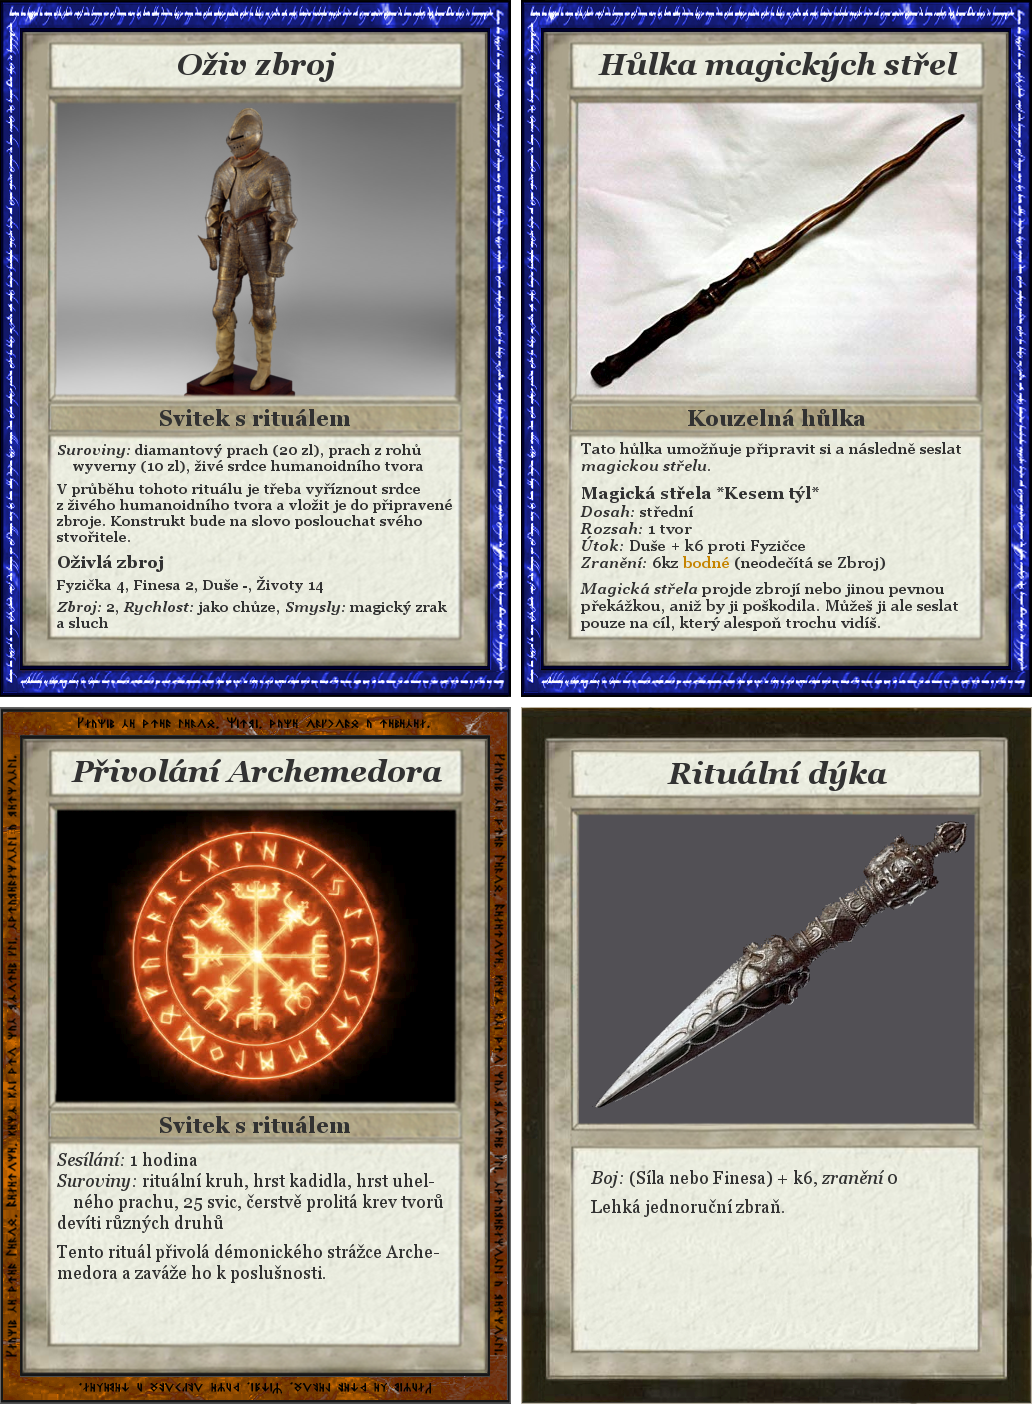 Oživ zbroj
Svitek s rituálem
Suroviny: diamantový prach (20 zl), prach z rohů
wyverny (10 zl), živé srdce humanoidního tvora
V průběhu tohoto rituálu je třeba vyříznout srdce
z živého humanoidního tvora a vložit je do připravené
zbroje. Konstrukt bude na slovo poslouchat svého
stvořitele.
Oživlá zbroj
Fyzička 4, Finesa 2, Duše -, Životy 14
Zbroj: 2, Rychlost: jako chůze, Smysly: magický zrak
a sluch
Hůlka magických střel
Kouzelná hůlka
Tato hůlka umožňuje připravit si a následně seslat
magickou střelu.
Magická střela *Kesem týl*
Dosah: střední
Rozsah: 1 tvor
Útok: Duše + k6 proti Fyzičce
Zranění: 6kz bodné (neodečítá se Zbroj)
Magická střela projde zbrojí nebo jinou pevnou
překážkou, aniž by ji poškodila. Můžeš ji ale seslat
pouze na cíl, který alespoň trochu vidíš.
Přivolání Archemedora
Svitek s rituálem
Sesílání: 1 hodina
Suroviny: rituální kruh, hrst kadidla, hrst uhel-
ného prachu, 25 svic, čerstvě prolitá krev tvorů
devíti různých druhů
Tento rituál přivolá démonického strážce Arche-
medora a zaváže ho k poslušnosti.
Rituální dýka
Boj: (Síla nebo Finesa) + k6, zranění 0
Lehká jednoruční zbraň.